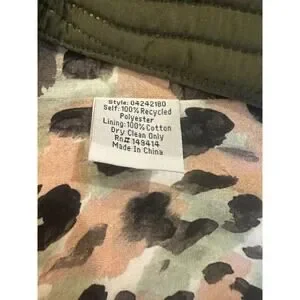 Style: 04242180
Self: 100% Recycled
Polyester
Lining: 100% Cotton
Dry Clean Only
Rn# 149414
Made In China